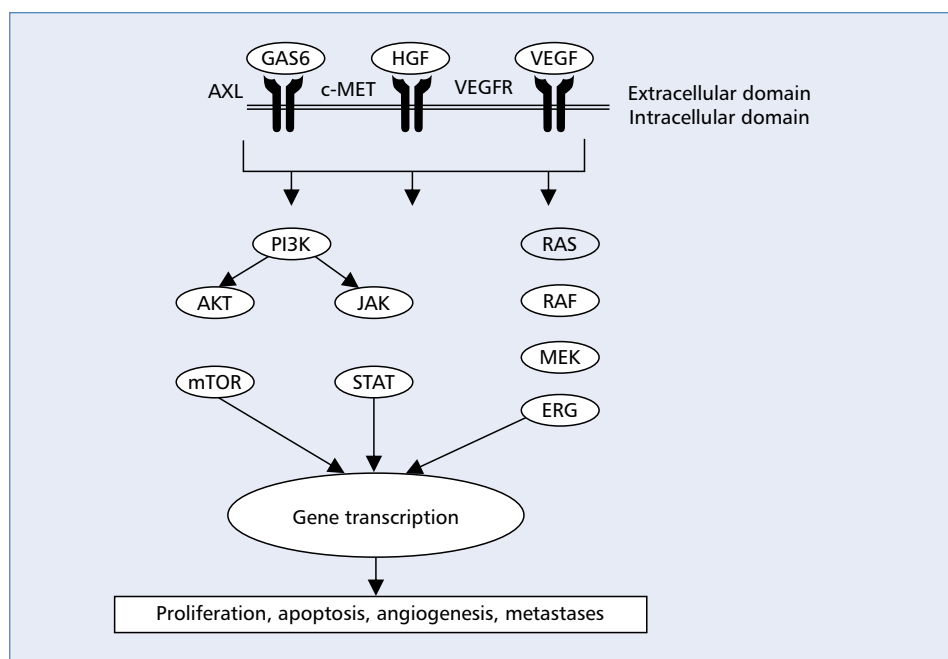 GAS6 HGF VEGF
AXL c-MET VEGFR
Extracellular domain
Intracellular domain
PI3K RAS
AKT JAK RAF
MEK
mTOR STAT
ERG
Gene transcription
Proliferation, apoptosis, angiogenesis, metastases